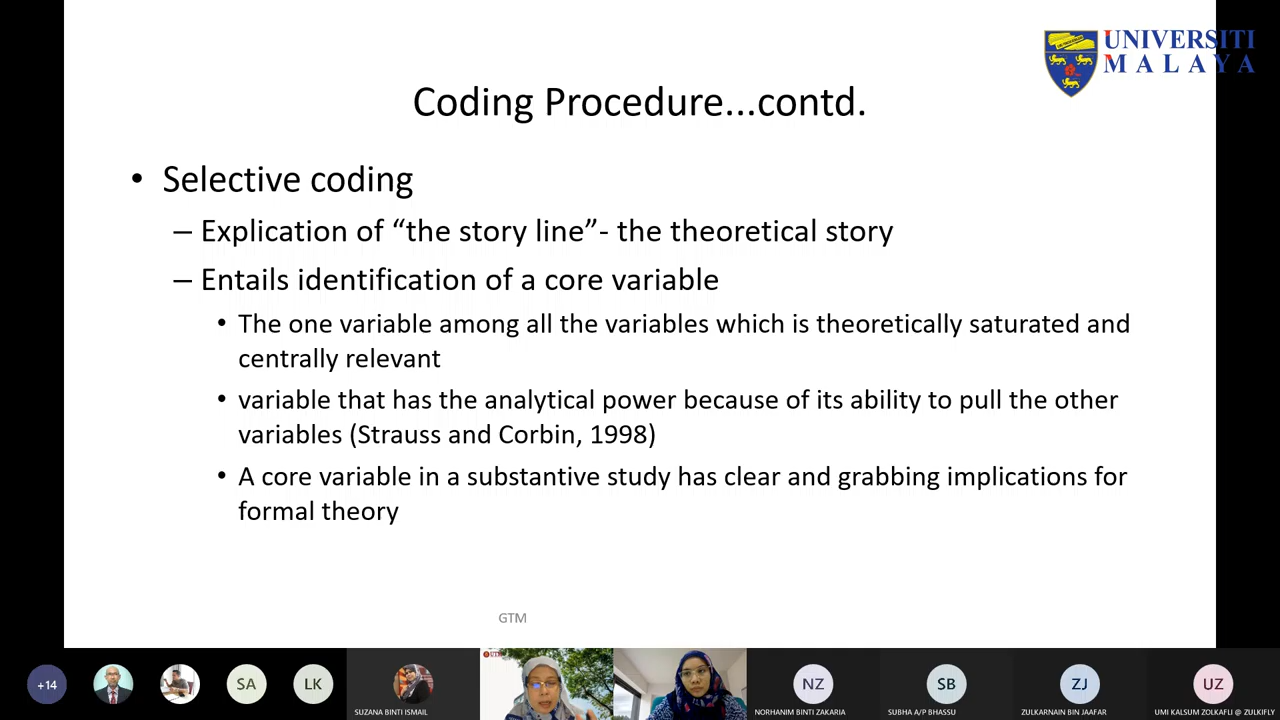 UNIVERSITI
MALAYA
Coding Procedure...contd.
• Selective coding
– Explication of “the story line”- the theoretical story
– Entails identification of a core variable
• The one variable among all the variables which is theoretically saturated and
centrally relevant
• variable that has the analytical power because of its ability to pull the other
variables (Strauss and Corbin, 1998)
• A core variable in a substantive study has clear and grabbing implications for
formal theory
GTM
+14
SA
LK
SUZANA BINTI ISMAIL
NZ
NORHANIM BINTI ZAKARIA
SB
SUBHA A/P BHASSU
ZJ
ZULKARNAIN BIN JAAFAR
UZ
UMI KALSUM ZOLKAFLI @ ZULKIFLY